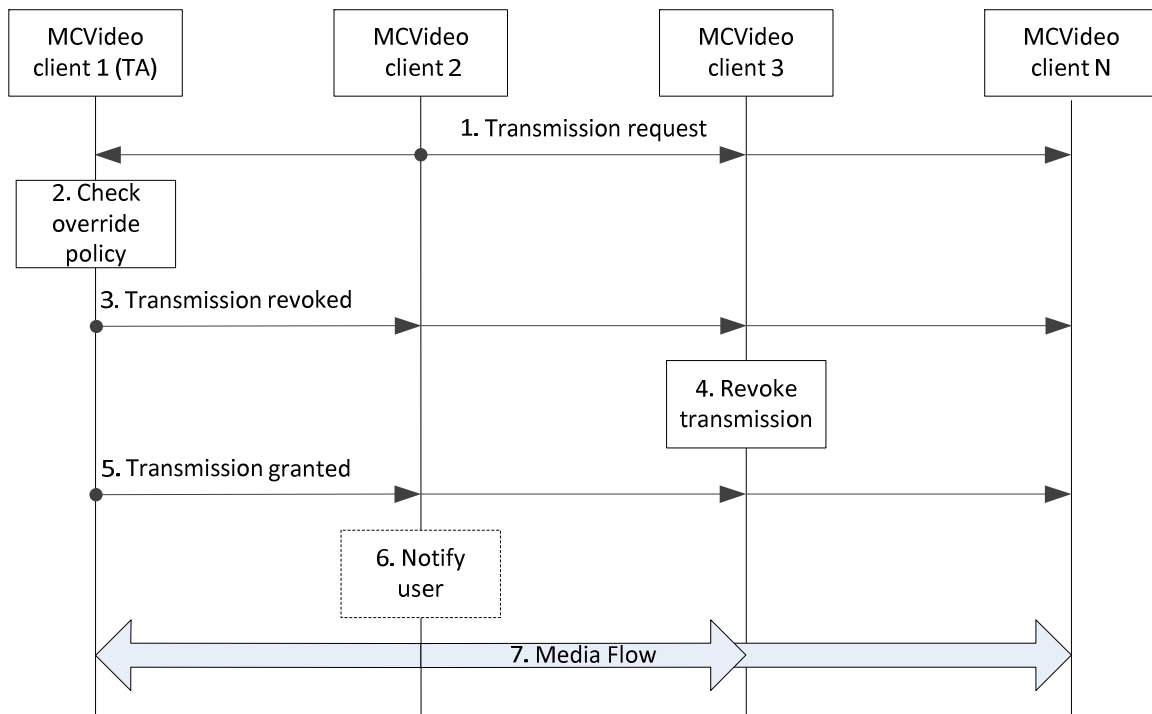 MCVideo
client 1 (TA)
MCVideo
client 2
MCVideo
client 3
MCVideo
client N
1. Transmission request
2. Check
override
policy
3. Transmission revoked
4. Revoke
transmission
5. Transmission granted
6. Notify
user
7. Media Flow